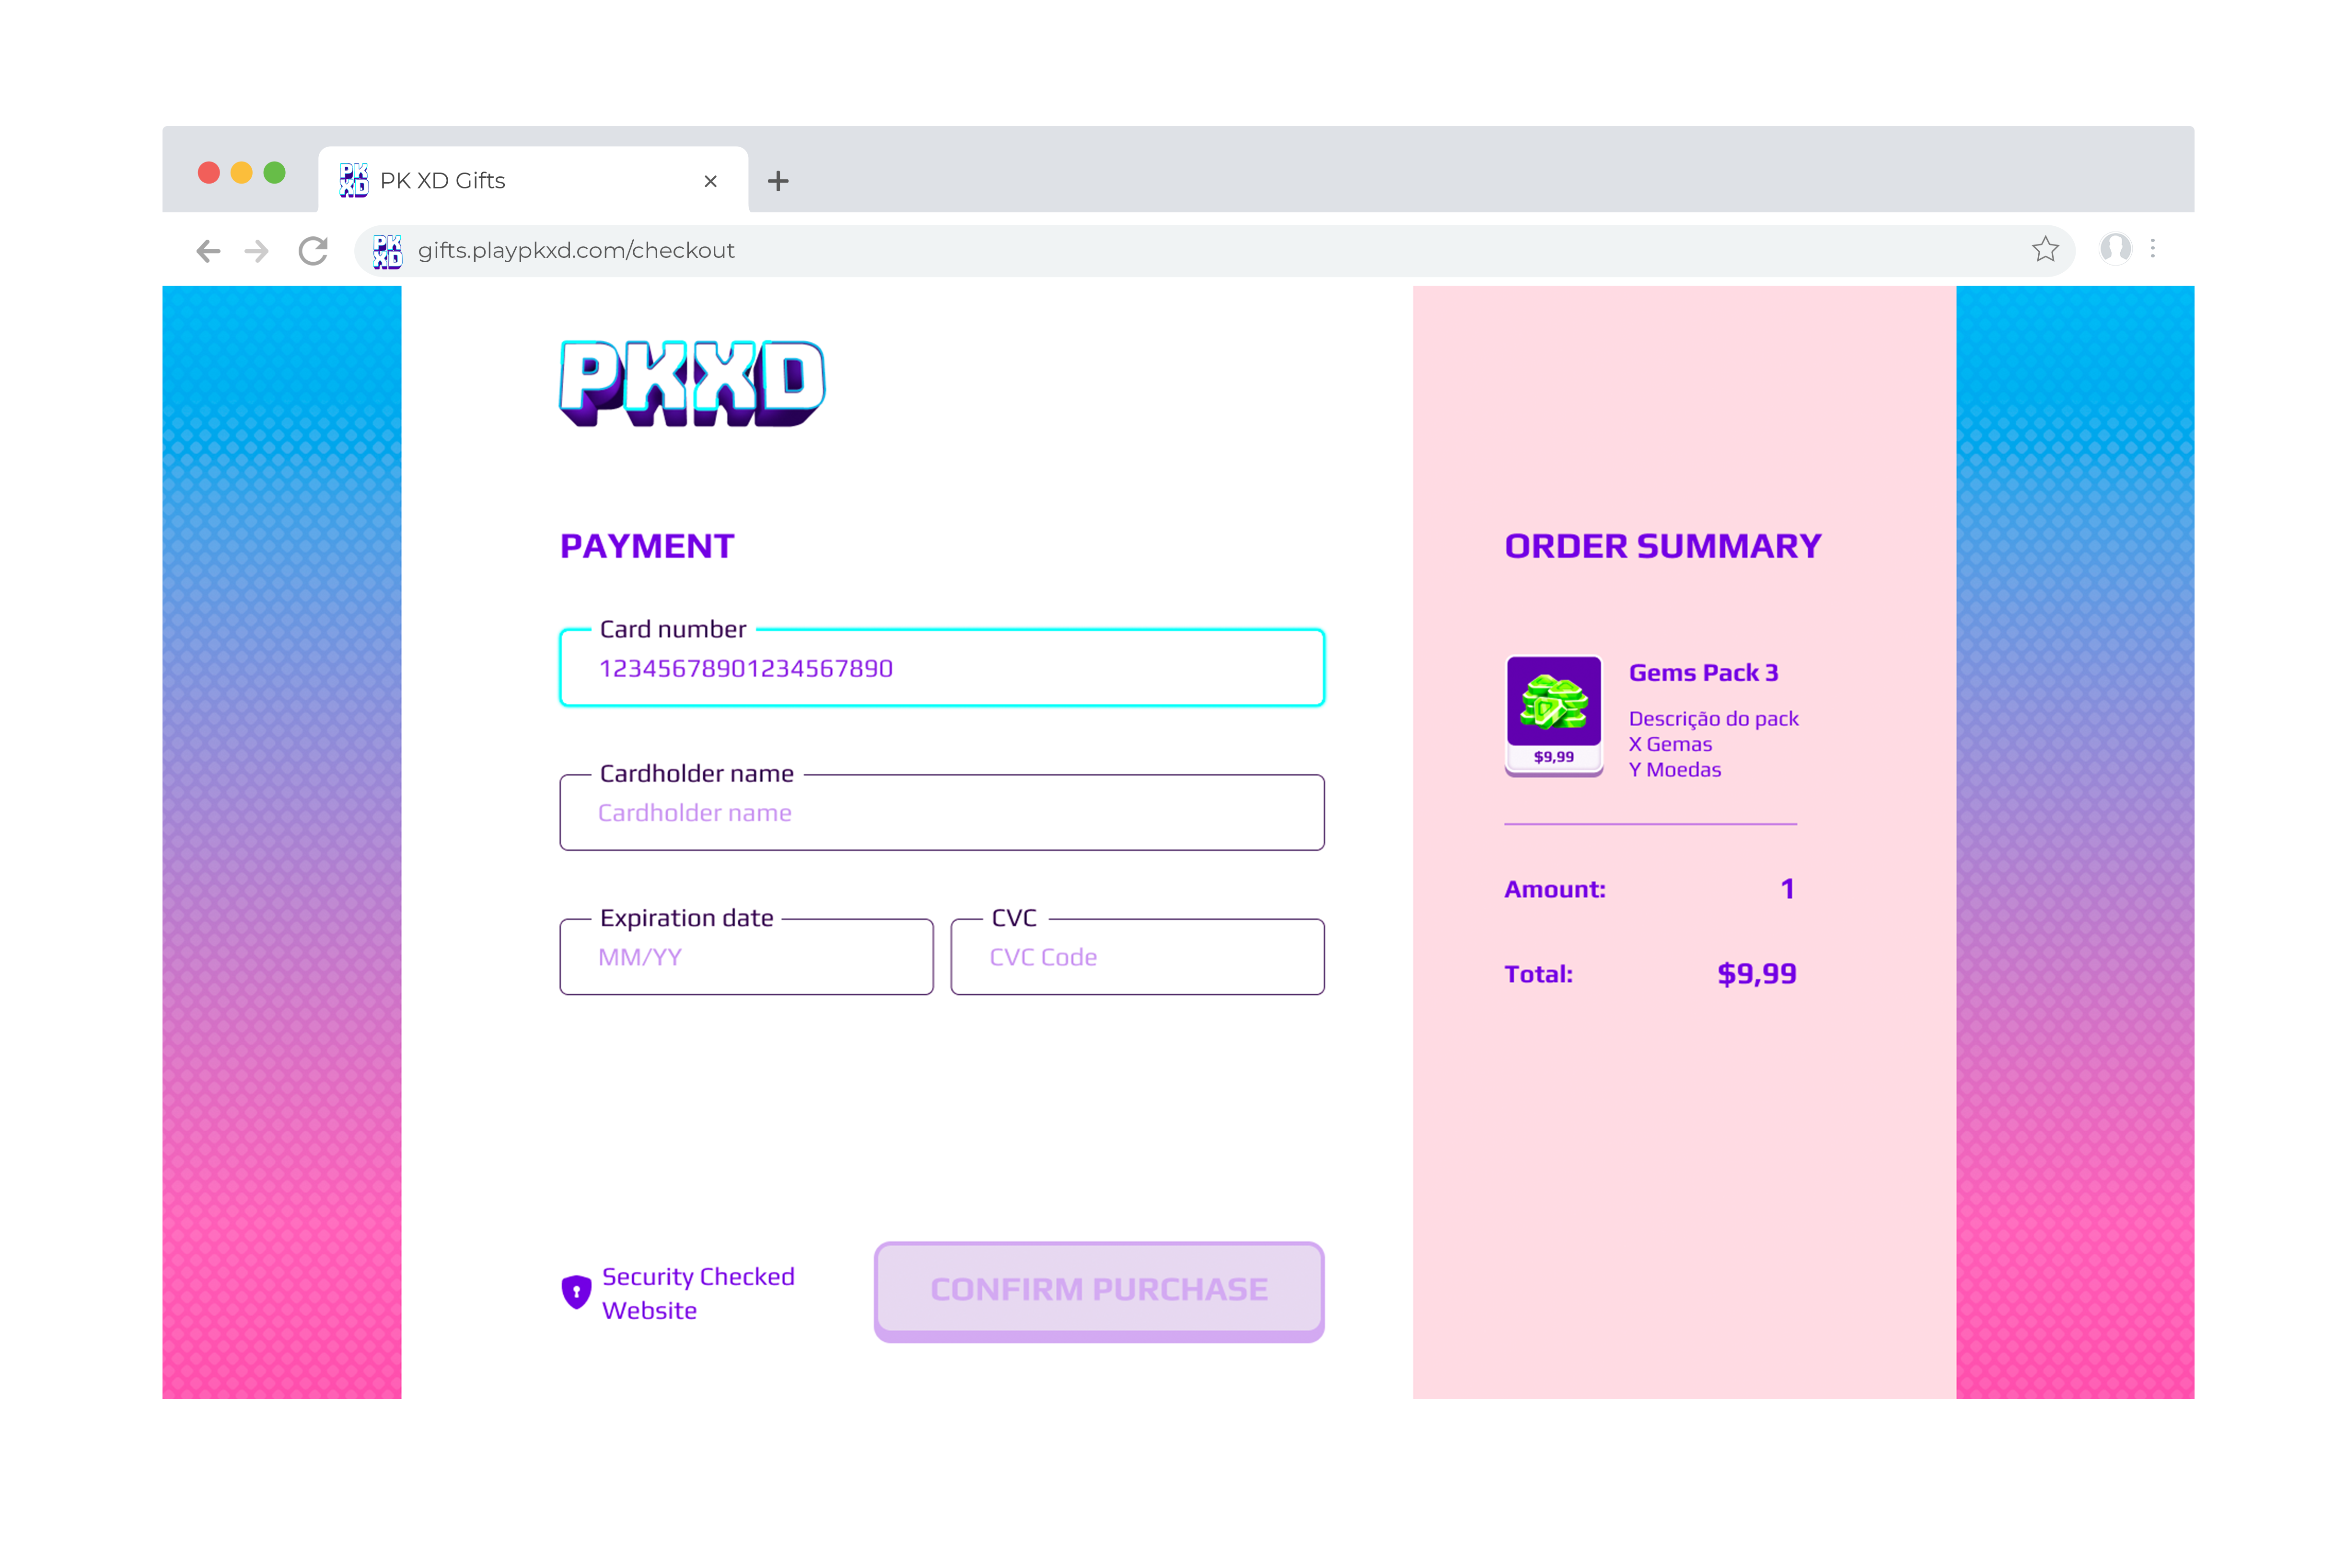 PK XD Gifts
PK
XD
gifts.playpkxd.com/checkout
PKXD
PAYMENT
Card number
12345678901234567890
Cardholder name
Cardholder name
Expiration date
MM/YY
CVC
CVC Code
Security Checked
Website
CONFIRM PURCHASE
ORDER SUMMARY
$9,99
Gems Pack 3
Descrição do pack
X Gemas
Y Moedas
Amount: 1
Total: $9,99